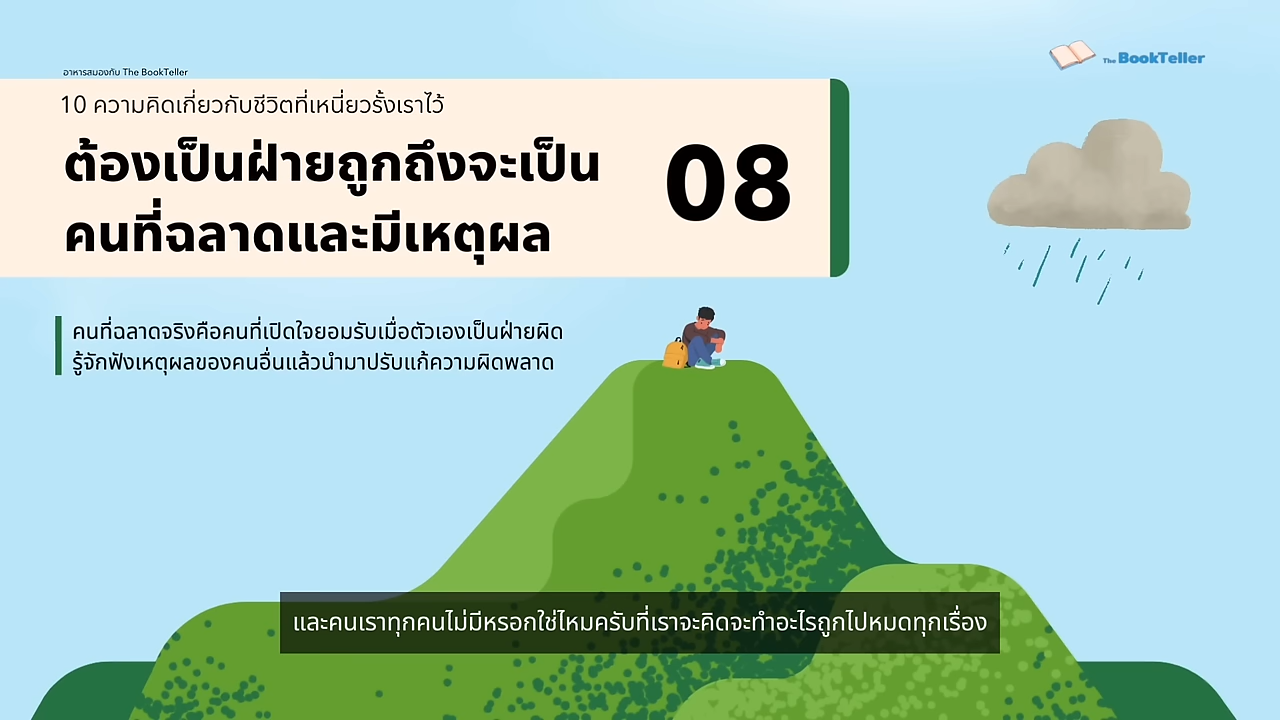 อาหารสมองกับ The BookTeller
The BookTeller
10 ความคิดเกี่ยวกับชีวิตที่เหนี่ยวรั้งเราไว้
ต้องเป็นฝ่ายถูกถึงจะเป็น
คนที่ฉลาดและมีเหตุผล
08
คนที่ฉลาดจริงคือคนที่เปิดใจยอมรับเมื่อตัวเองเป็นฝ่ายผิด
รู้จักฟังเหตุผลของคนอื่นแล้วนำมาปรับแก้ความผิดพลาด
และคนเราทุกคนไม่มีหรอกใช่ไหมครับที่เราจะคิดจะทำอะไรถูกไปหมดทุกเรื่อง